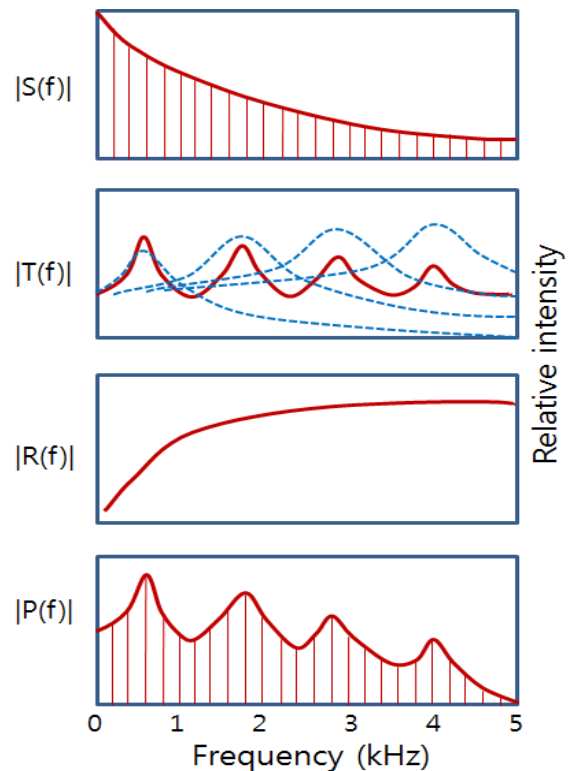 |S(f)|
|T(f)|
|R(f)|
|P(f)|
Relative intensity
0 1 2 3 4 5
Frequency (kHz)